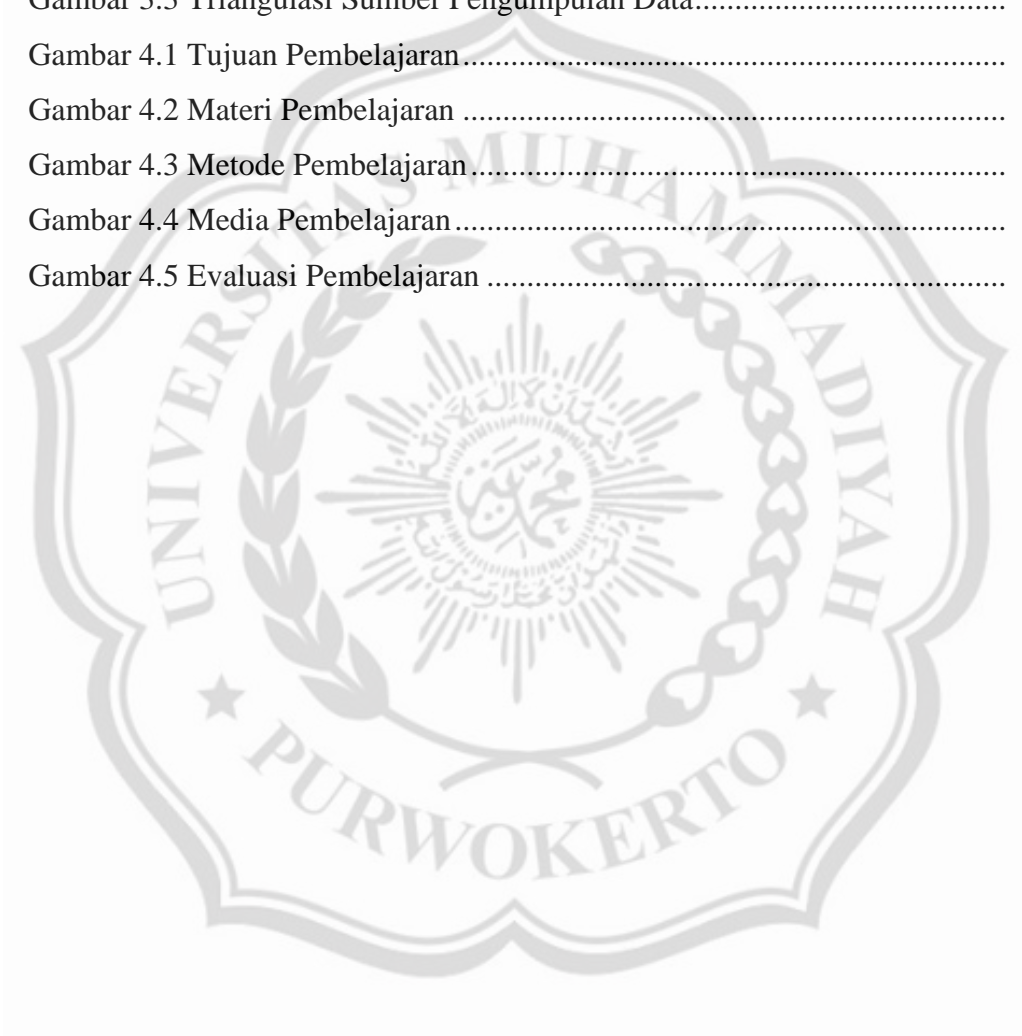 Gambar 3.3 Triangulasi Sumber Pengumpulan Data....................................
Gambar 4.1 Tujuan Pembelajaran..................................................................
Gambar 4.2 Materi Pembelajaran ..................................................................
Gambar 4.3 Metode Pembelajaran.................................................................
Gambar 4.4 Media Pembelajaran...................................................................
Gambar 4.5 Evaluasi Pembelajaran ...............................................................
UNIVERSITAS MUHAMMADIYAH
محمد
PURWOKERTO